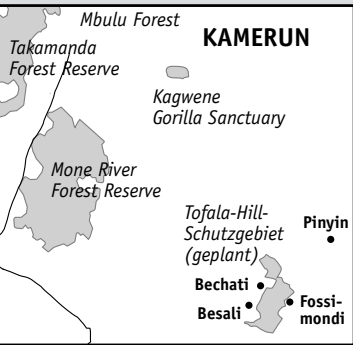 Mbulu Forest
KAMERUN
Takamanda
Forest Reserve
Kagwene
Gorilla Sanctuary
Mone River
Forest Reserve
Tofala-Hill-
Schutzgebiet
(geplant)
Pinyin
Bechati
Besali
Fossi-
mondi